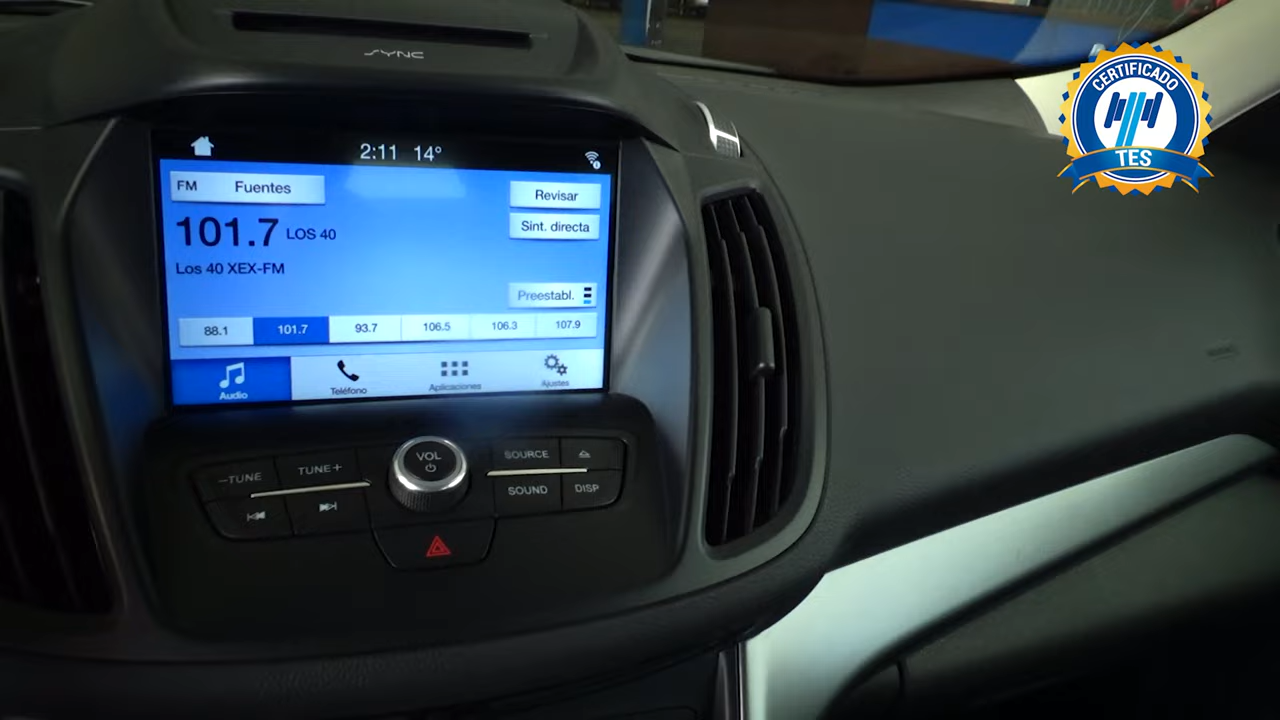 SYNC
CERTIFICADO
TES
2:11 14°
FM Fuentes
Revisar
101.7 LOS 40
Sint. directa
Los 40 XEX-FM
Preestabl.
88.1 101.7 93.7 106.5 106.3 107.9
Audio Teléfono Aplicaciones Ajustes
VOL
-TUNE TUNE+ SOURCE
SOUND DISP